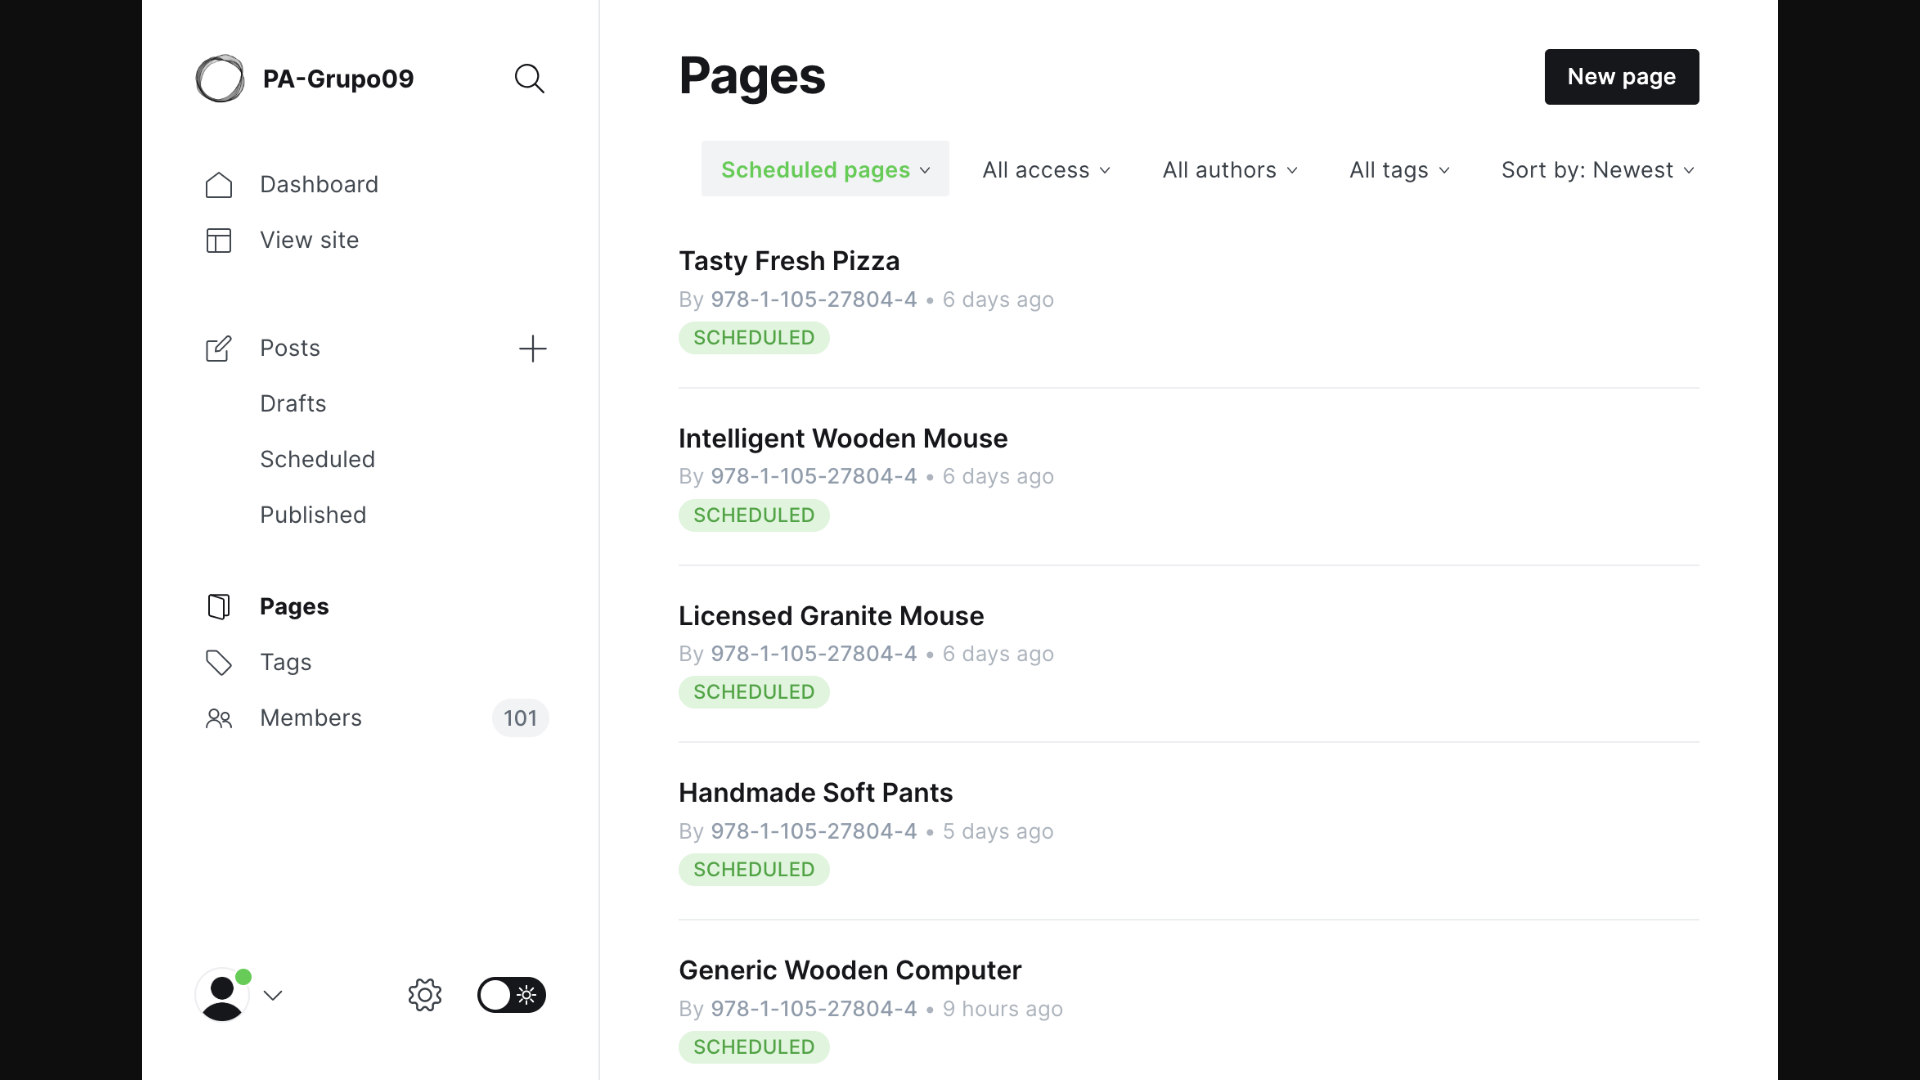 PA-Grupo09
Dashboard
View site
Posts
Drafts
Scheduled
Published
Pages
Tags
Members
101
Pages
New page
Scheduled pages
All access
All authors
All tags
Sort by: Newest
Tasty Fresh Pizza
By 978-1-105-27804-4 • 6 days ago
SCHEDULED
Intelligent Wooden Mouse
By 978-1-105-27804-4 • 6 days ago
SCHEDULED
Licensed Granite Mouse
By 978-1-105-27804-4 • 6 days ago
SCHEDULED
Handmade Soft Pants
By 978-1-105-27804-4 • 5 days ago
SCHEDULED
Generic Wooden Computer
By 978-1-105-27804-4 • 9 hours ago
SCHEDULED